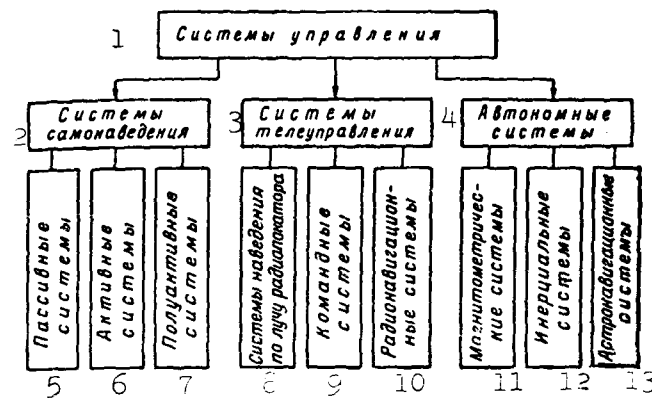 1
Системы управления
2
Системы
самонаведения
3
Системы
телеуправления
4
Автономные
системы
Пассивные
системы
Активные
системы
Полуактивные
системы
Системы наведения
по лучу радиолокатора
Командные
системы
Радионавигацион-
ные системы
Магнитометричес-
кие системы
Инерциальные
системы
Астронавигационные
системы
5
6
7
8
9
10
11
12
13